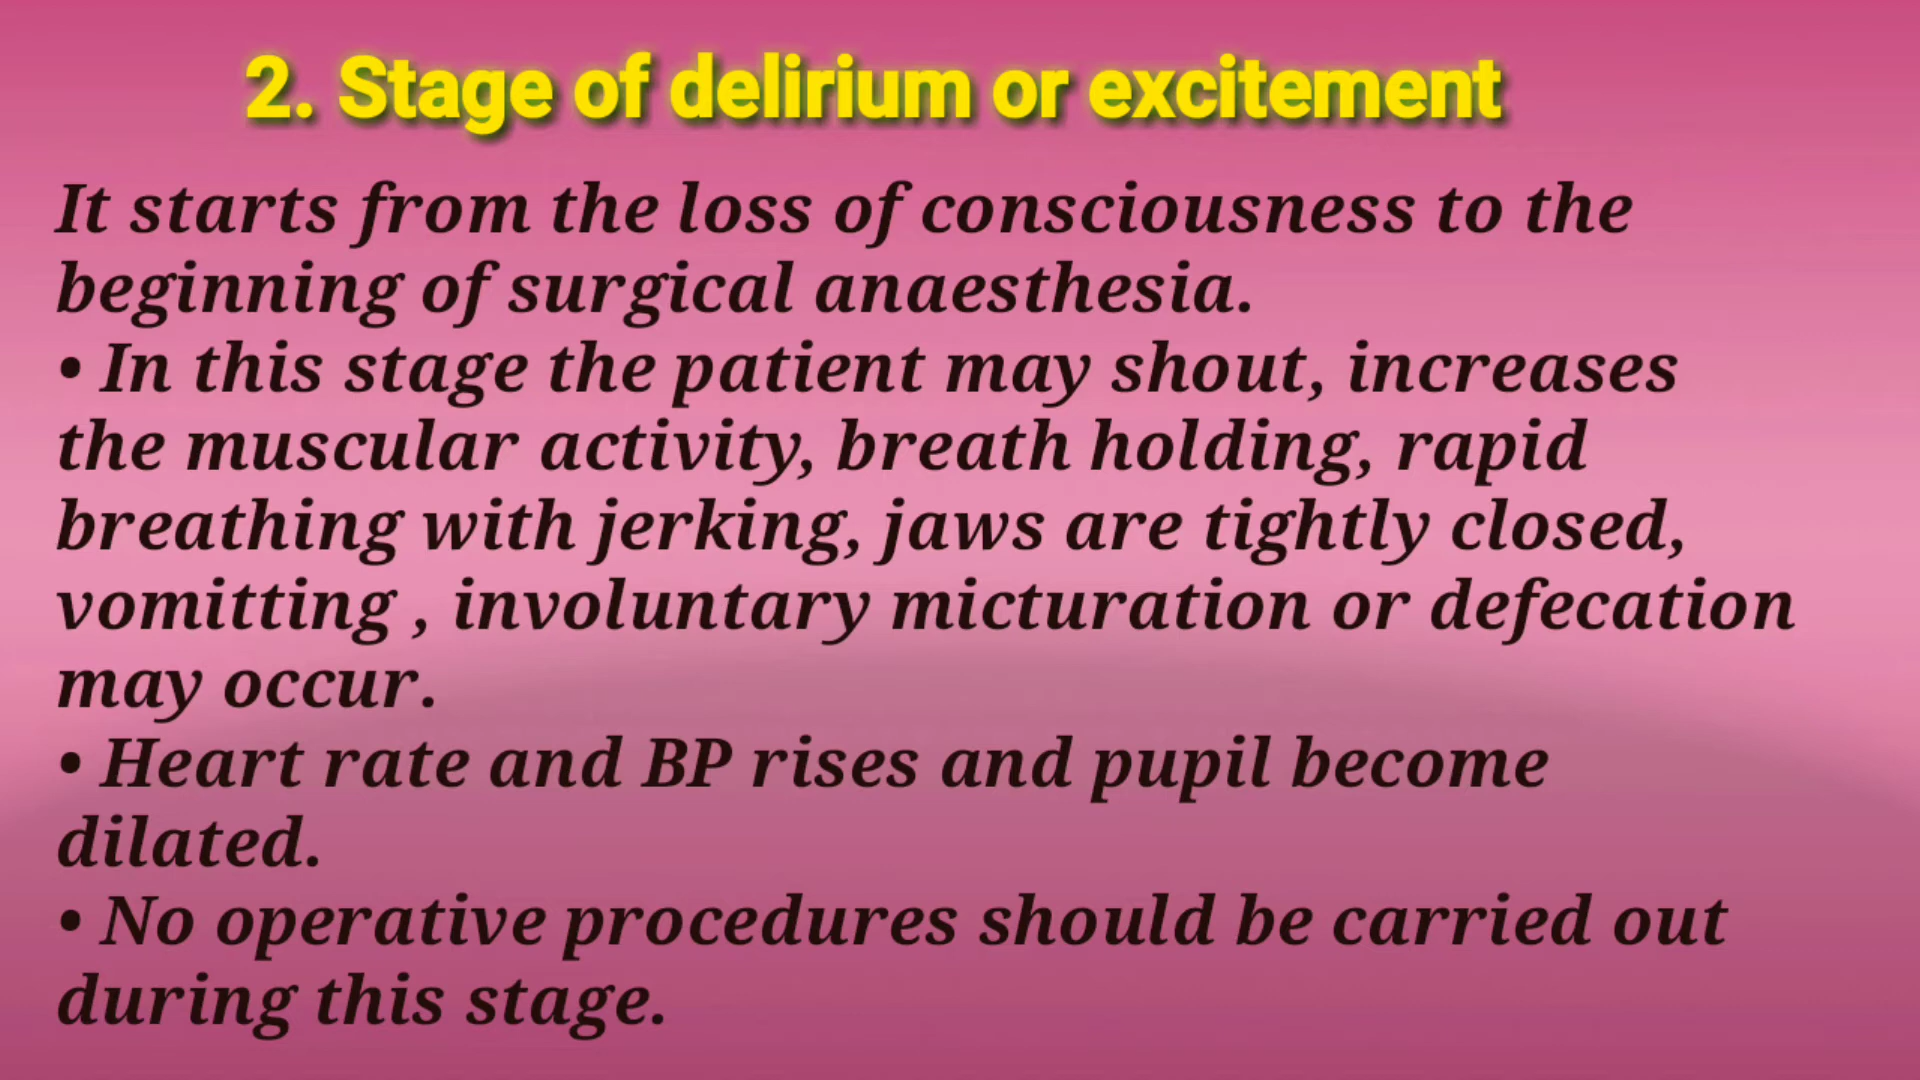 2. Stage of delirium or excitement
It starts from the loss of consciousness to the
beginning of surgical anaesthesia.
• In this stage the patient may shout, increases
the muscular activity, breath holding, rapid
breathing with jerking, jaws are tightly closed,
vomitting , involuntary micturation or defecation
may occur.
• Heart rate and BP rises and pupil become
dilated.
• No operative procedures should be carried out
during this stage.